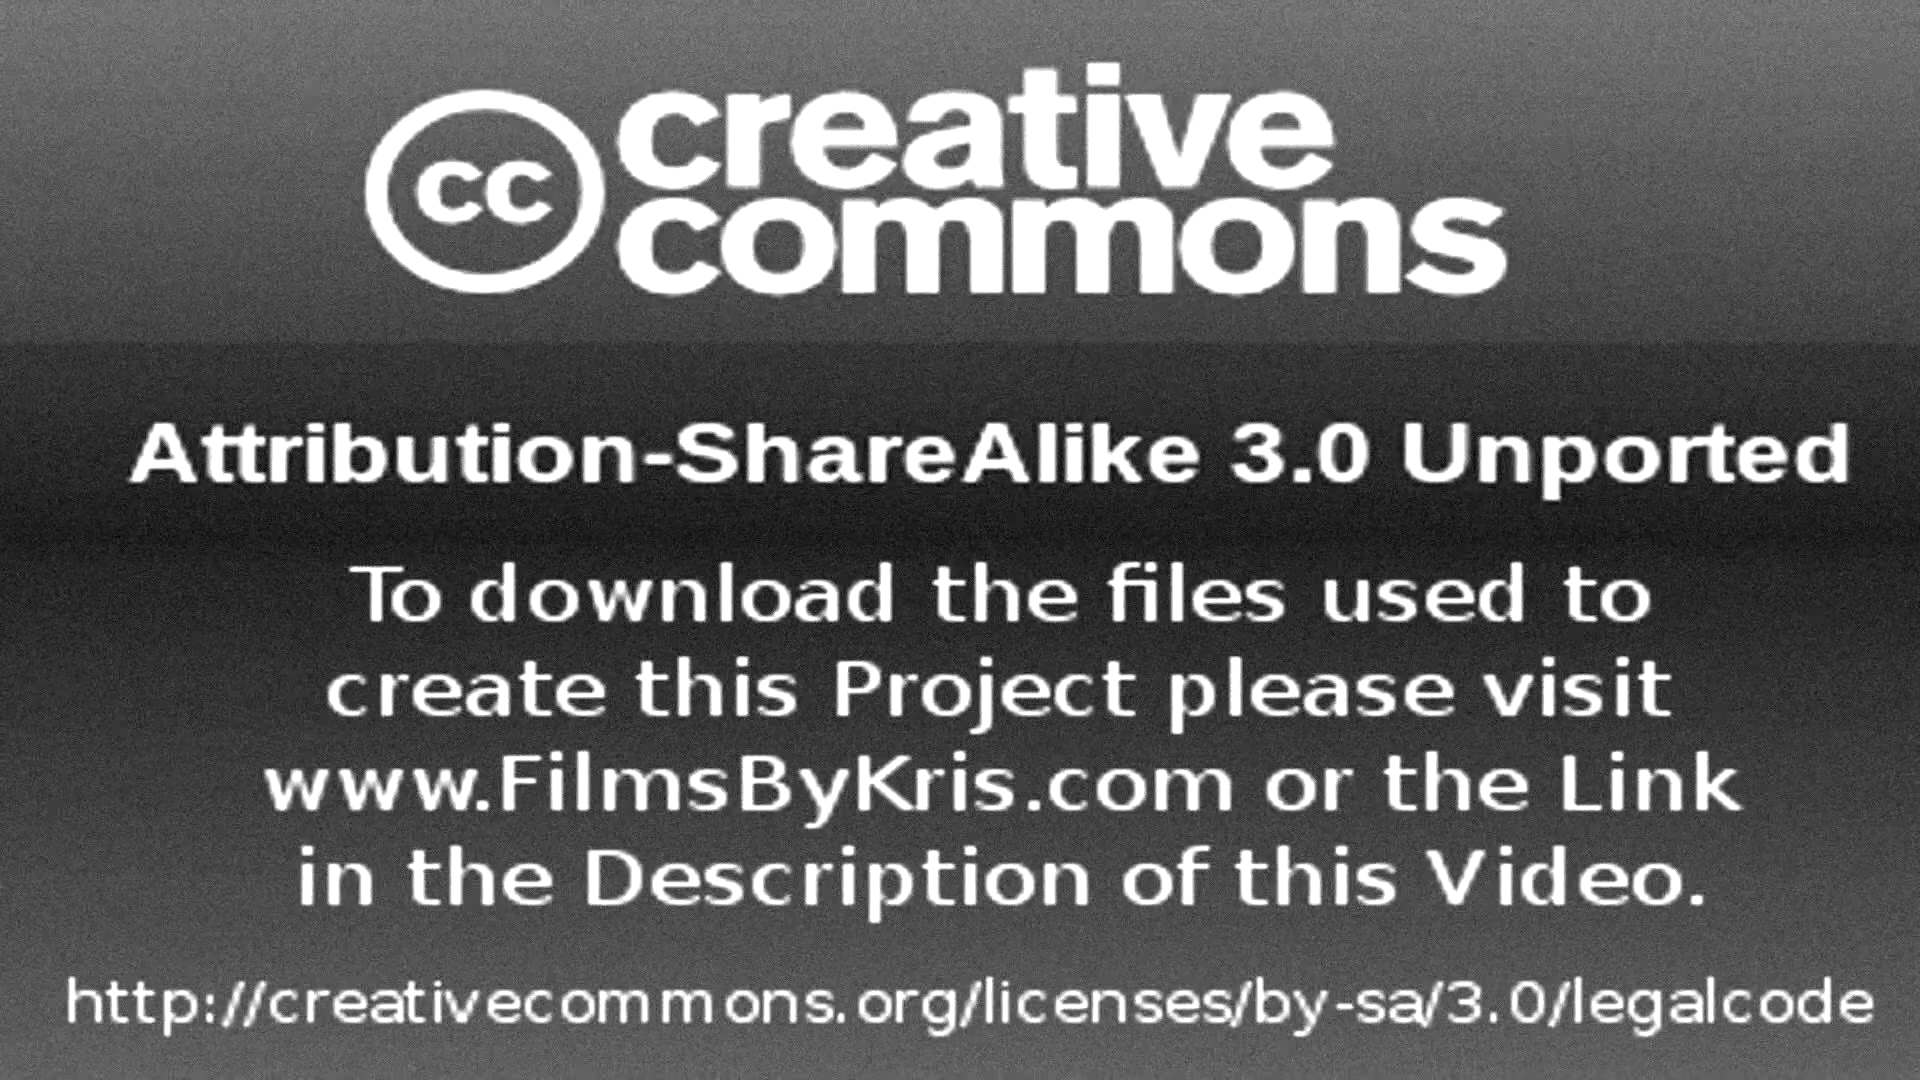 cc creative
commons
Attribution-ShareAlike 3.0 Unported
To download the files used to
create this Project please visit
www.FilmsByKris.com or the Link
in the Description of this Video.
http://creativecommons.org/licenses/by-sa/3.0/legalcode